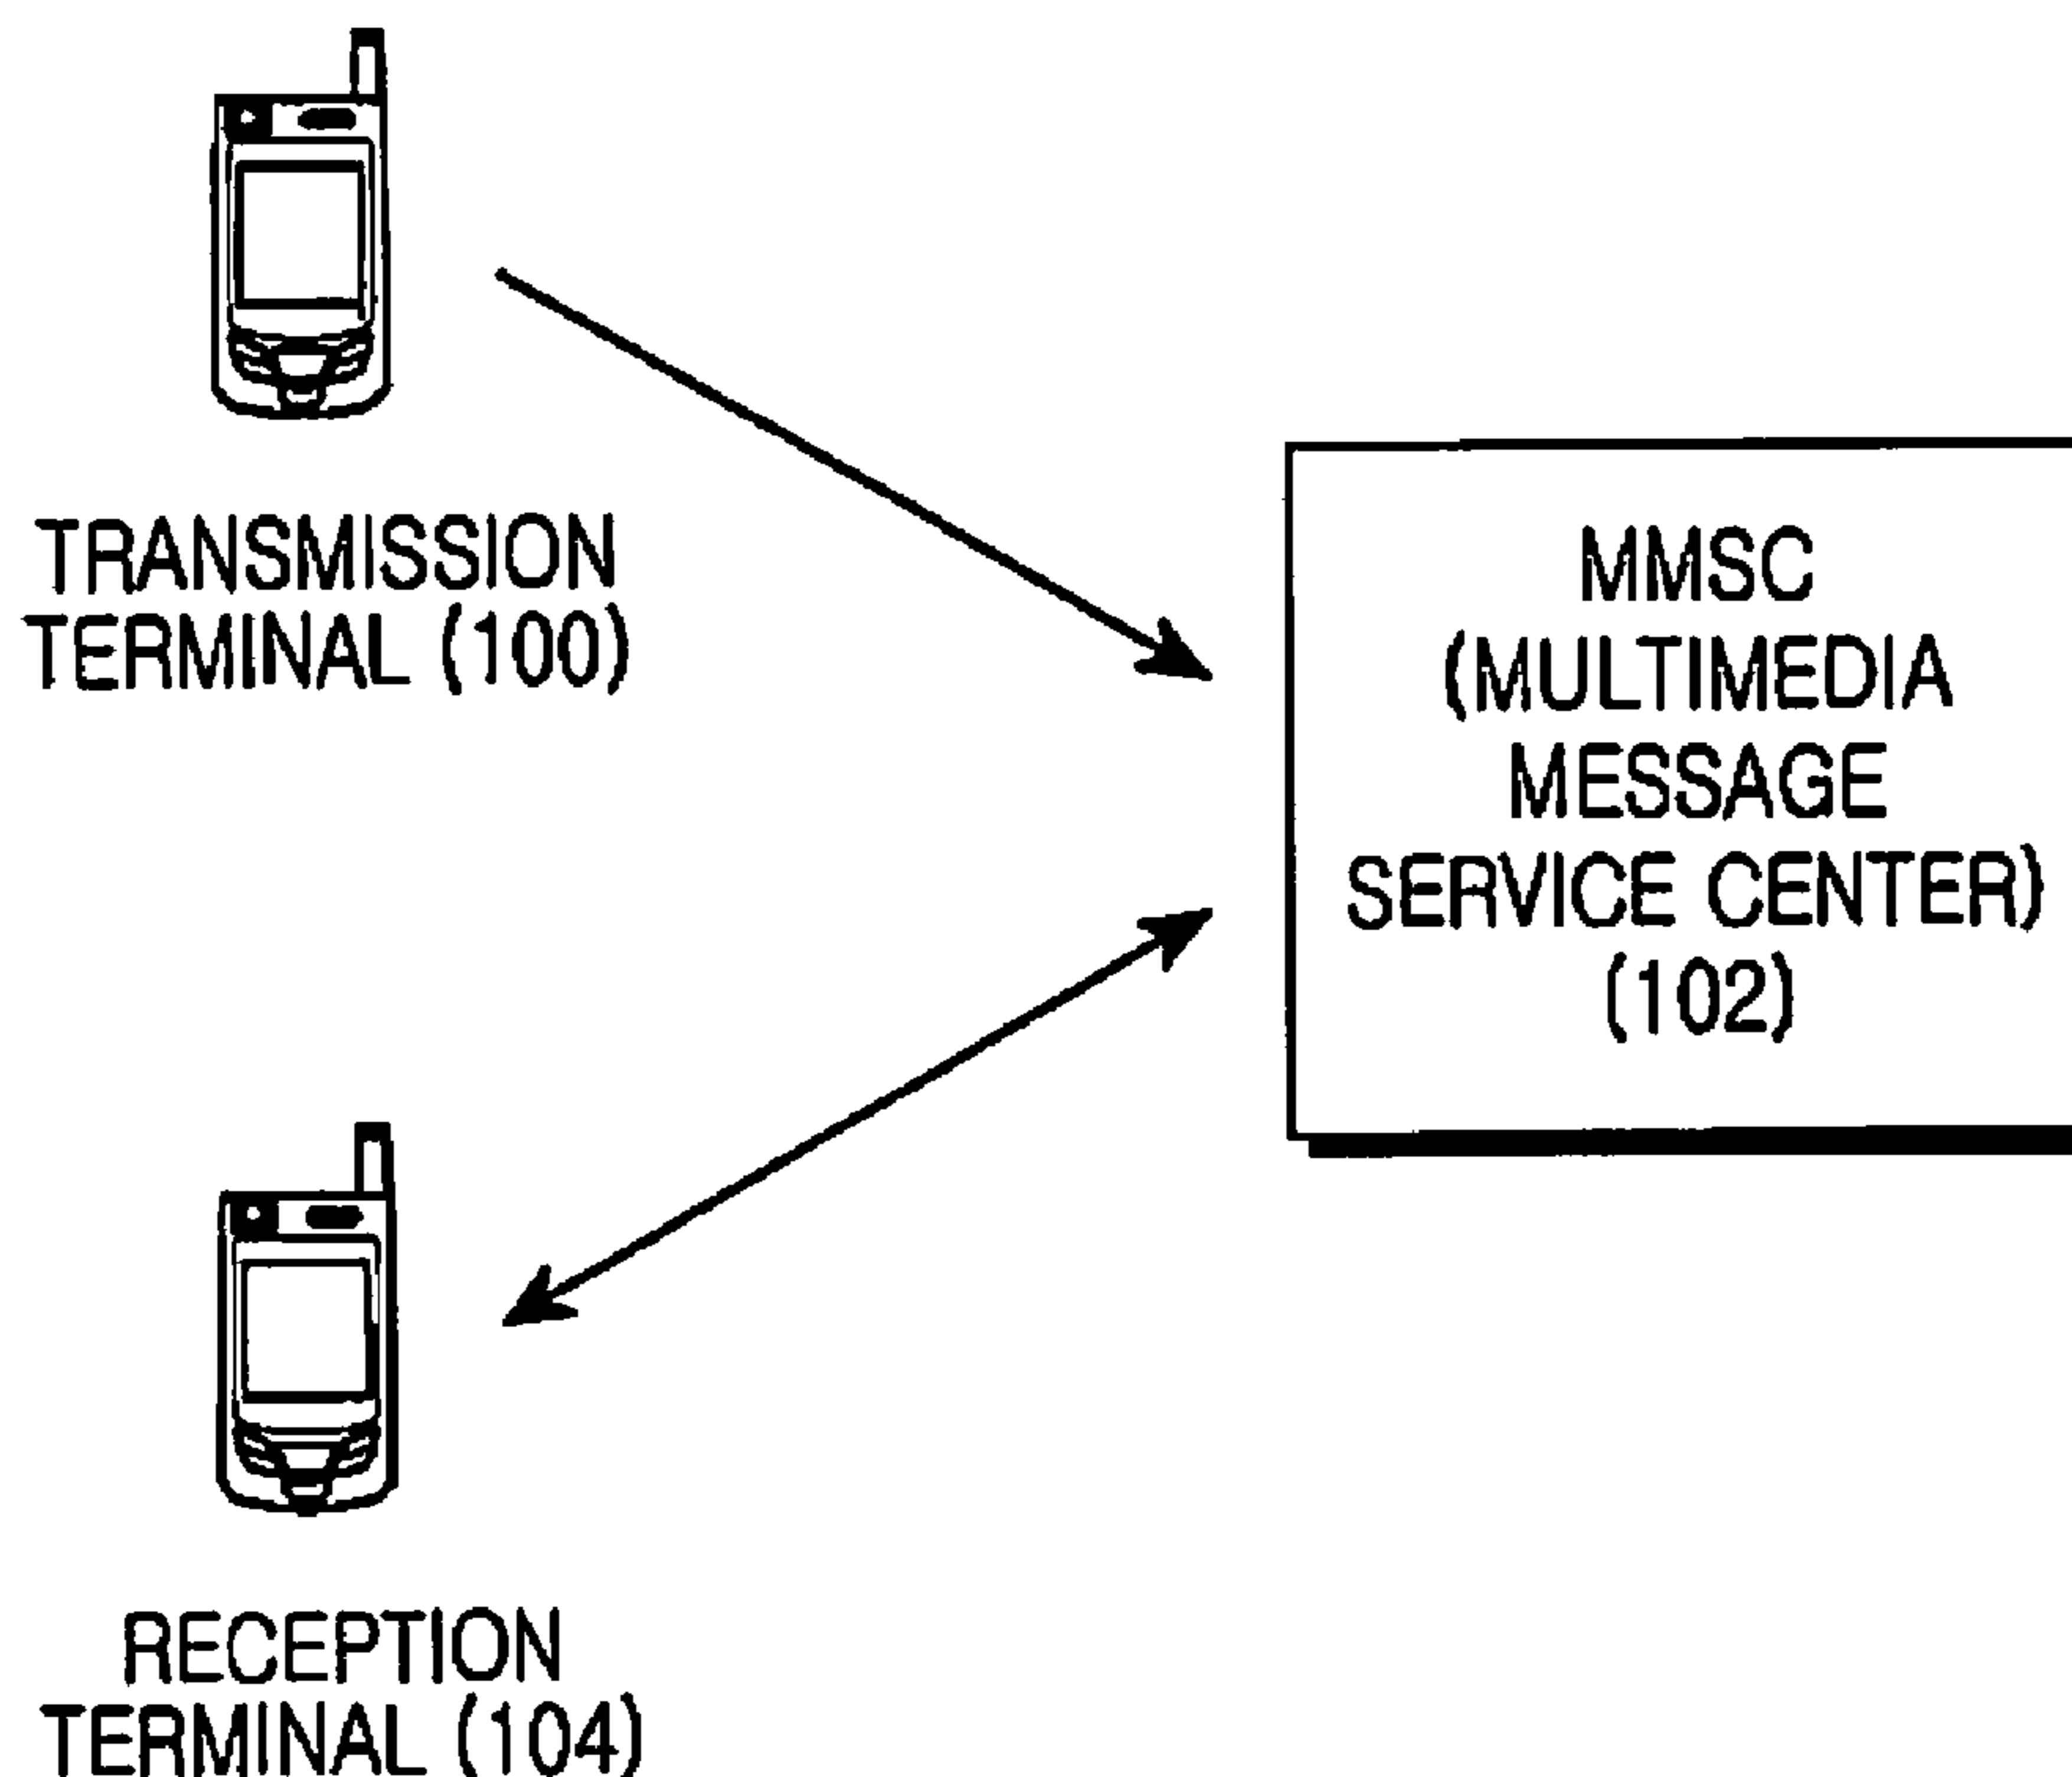 TRANSMISSION
TERMINAL (100)
MMSC
(MULTIMEDIA
MESSAGE
SERVICE CENTER)
(102)
RECEPTION
TERMINAL (104)